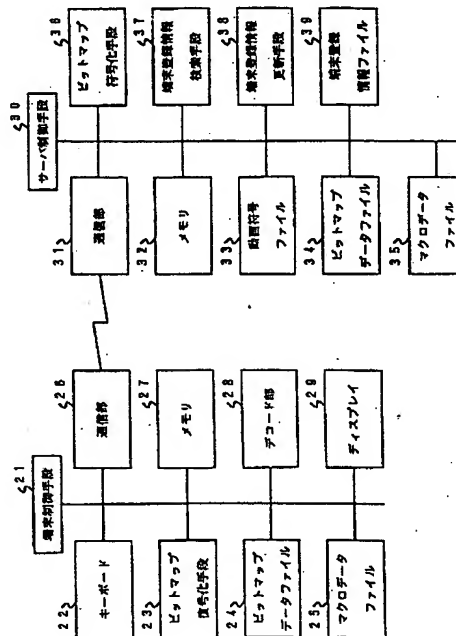 21
端末制御手段
22
キーボード
23
ビットマップ
復号化手段
24
ビットマップ
データファイル
25
マクロデータ
ファイル
26
通信部
27
メモリ
28
デコード部
29
ディスプレイ
30
サーバ制御手段
31
通信部
32
メモリ
33
動画符号
ファイル
34
ビットマップ
データファイル
35
マクロデータ
ファイル
36
ビットマップ
符号化手段
37
端末登録情報
検索手段
38
端末登録情報
更新手段
39
端末登録
情報ファイル